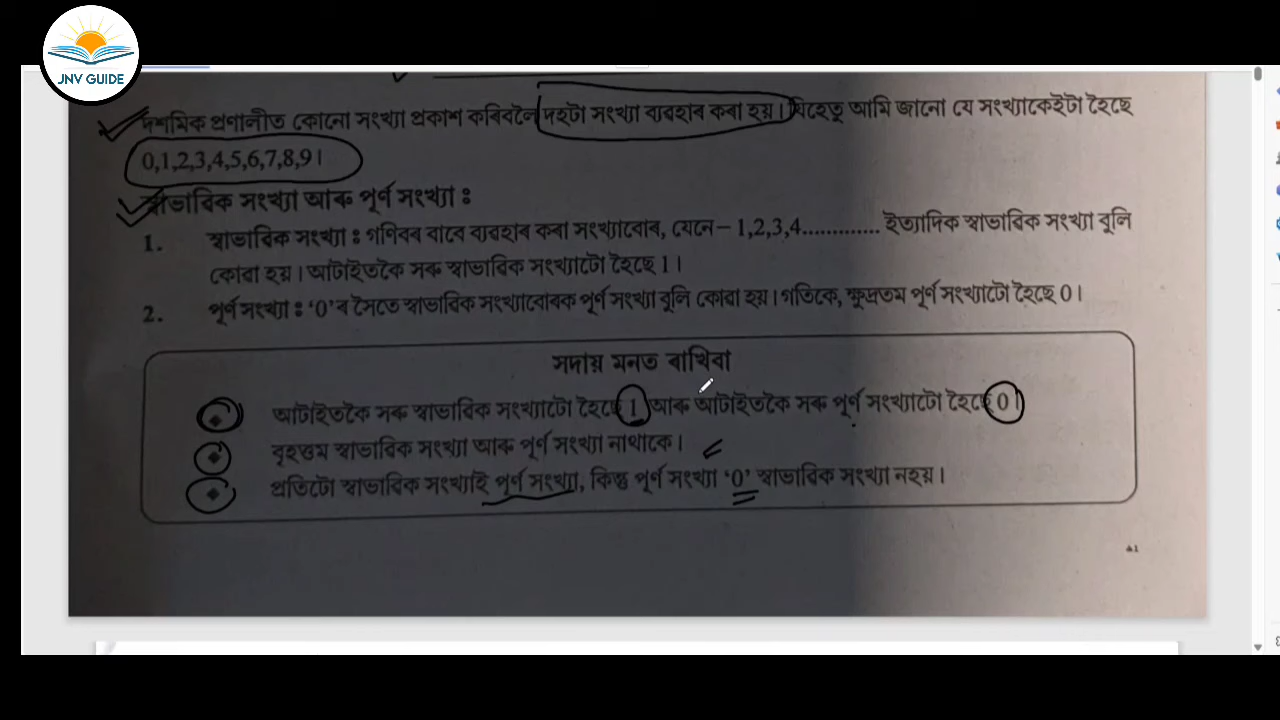 JNV GUIDE
দশমিক প্ৰণালীত কোনো সংখ্যা প্ৰকাশ কৰিবলৈ দহটা সংখ্যা ব্যৱহাৰ কৰা হয়। যিহেতু আমি জানো যে সংখ্যাকেইটা হৈছে
0,1,2,3,4,5,6,7,8,9।
স্বাভাৱিক সংখ্যা আৰু পূৰ্ণ সংখ্যা ঃ
1. স্বাভাৱিক সংখ্যা ঃ গণিবৰ বাবে ব্যৱহাৰ কৰা সংখ্যাবোৰ, যেনে– 1,2,3,4............. ইত্যাদিক স্বাভাৱিক সংখ্যা বুলি
কোৱা হয়। আটাইতকৈ সৰু স্বাভাৱিক সংখ্যাটো হৈছে 1।
2. পূৰ্ণ সংখ্যা ঃ ‘0’ৰ সৈতে স্বাভাৱিক সংখ্যাবোৰক পূৰ্ণ সংখ্যা বুলি কোৱা হয়। গতিকে, ক্ষুদ্ৰতম পূৰ্ণ সংখ্যাটো হৈছে 0।
সদায় মনত ৰাখিবা
আটাইতকৈ সৰু স্বাভাৱিক সংখ্যাটো হৈছে 1 আৰু আটাইতকৈ সৰু পূৰ্ণ সংখ্যাটো হৈছে 0।
বৃহত্তম স্বাভাৱিক সংখ্যা আৰু পূৰ্ণ সংখ্যা নাথাকে।
প্ৰতিটো স্বাভাৱিক সংখ্যাই পূৰ্ণ সংখ্যা, কিন্তু পূৰ্ণ সংখ্যা ‘0’ স্বাভাৱিক সংখ্যা নহয়।